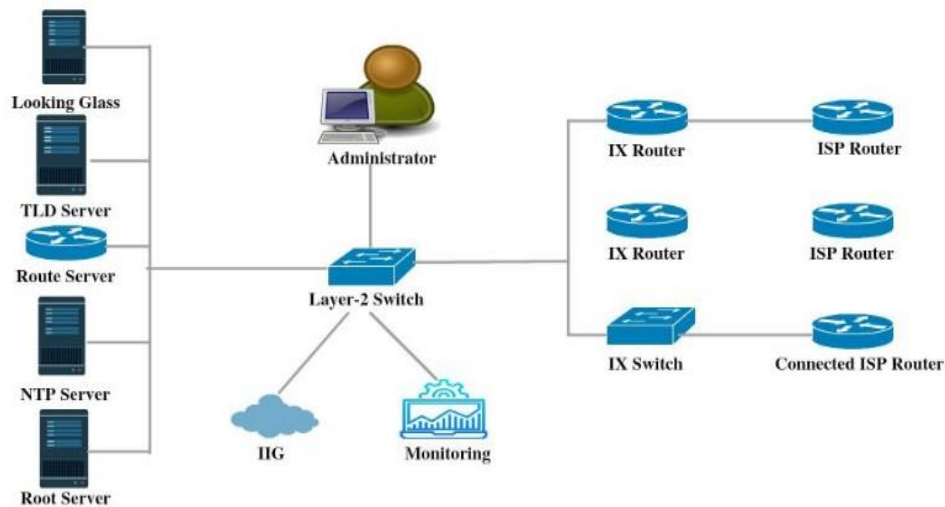 Looking Glass
TLD Server
Route Server
NTP Server
Root Server
Administrator
Layer-2 Switch
IIG
Monitoring
IX Router
ISP Router
IX Router
ISP Router
IX Switch
Connected ISP Router